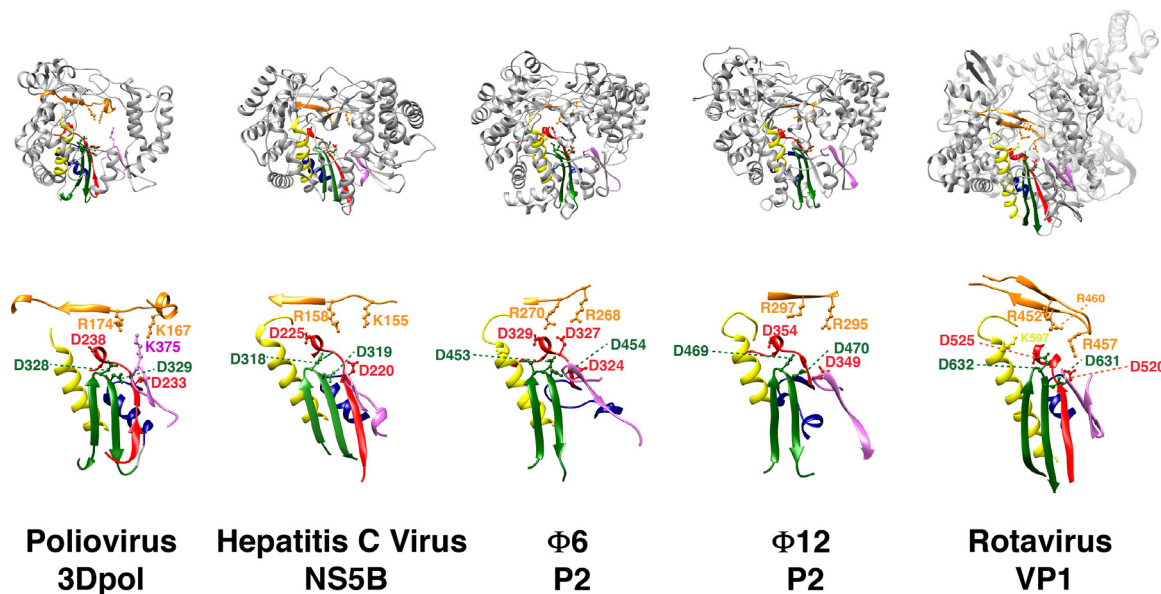 R174
K167
D238
K375
D328
D329
D233
R158
K155
D225
D319
D318
D220
R270
R268
D329
D327
D454
D453
D324
R297
R295
D354
D469
D470
D349
R460
R452
K597
R457
D525
D632
D631
D520
Poliovirus
3Dpol
Hepatitis C Virus
NS5B
Φ6
P2
Φ12
P2
Rotavirus
VP1